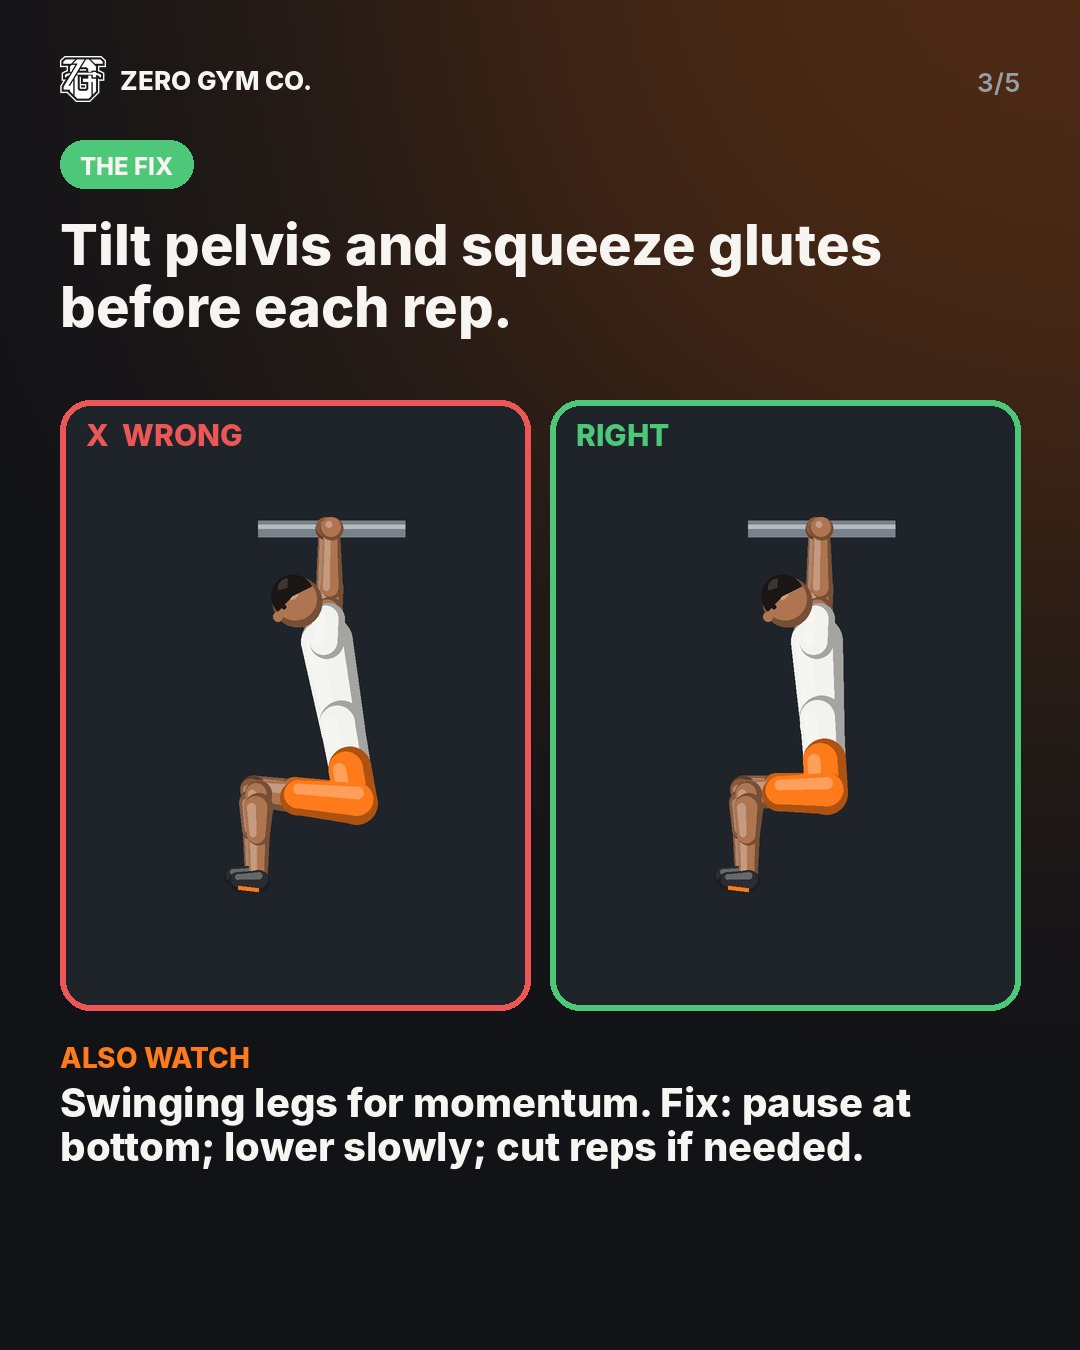 ZERO GYM CO.
3/5
THE FIX
Tilt pelvis and squeeze glutes
before each rep.
X WRONG
RIGHT
ALSO WATCH
Swinging legs for momentum. Fix: pause at
bottom; lower slowly; cut reps if needed.